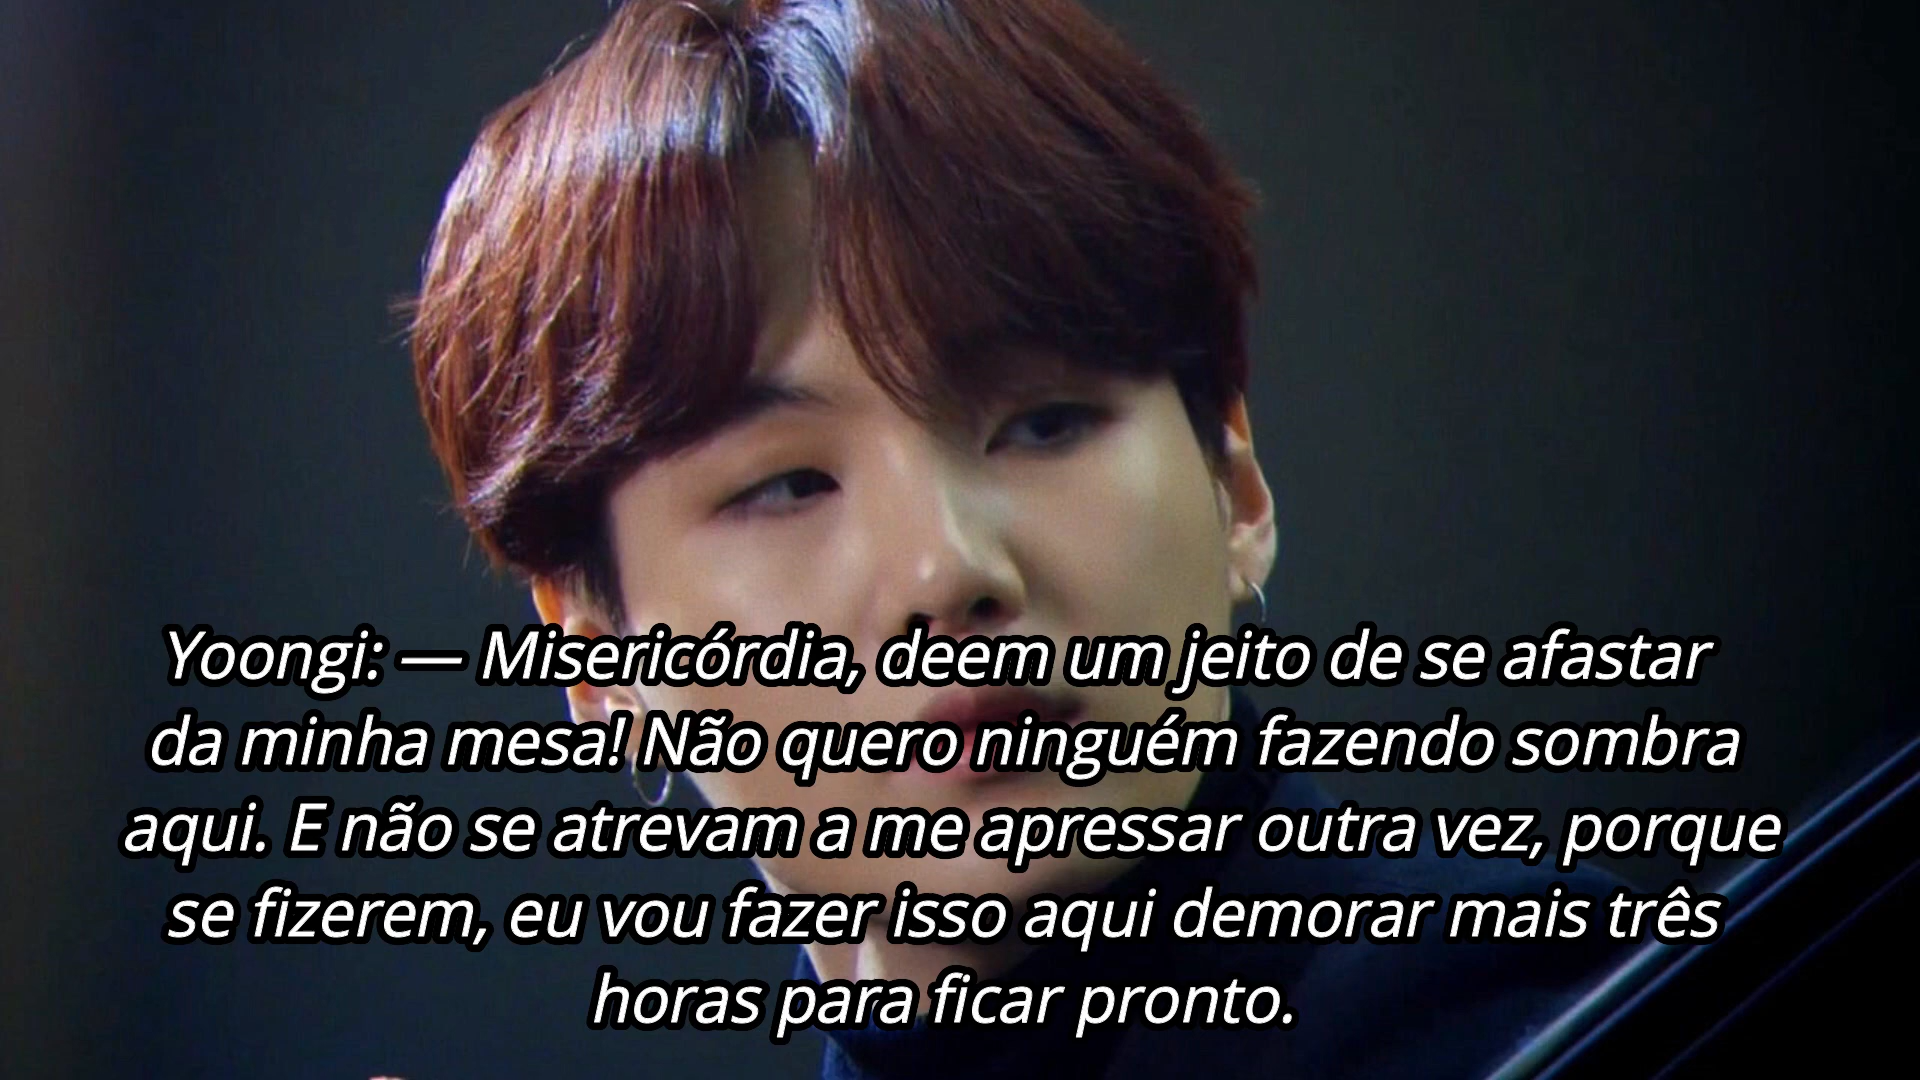 Yoongi: — Misericórdia, deem um jeito de se afastar
da minha mesa! Não quero ninguém fazendo sombra
aqui. E não se atrevam a me apressar outra vez, porque
se fizerem, eu vou fazer isso aqui demorar mais três
horas para ficar pronto.